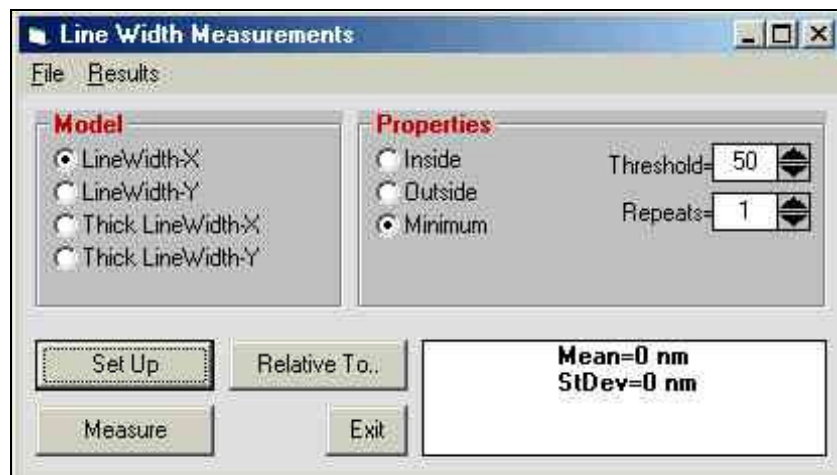 Line Width Measurements
File Results
Model
LineWidth-X
LineWidth-Y
Thick LineWidth-X
Thick LineWidth-Y
Properties
Inside
Outside
Minimum
Threshold= 50
Repeats= 1
Set Up
Relative To..
Measure
Exit
Mean=0 nm
StDev=0 nm